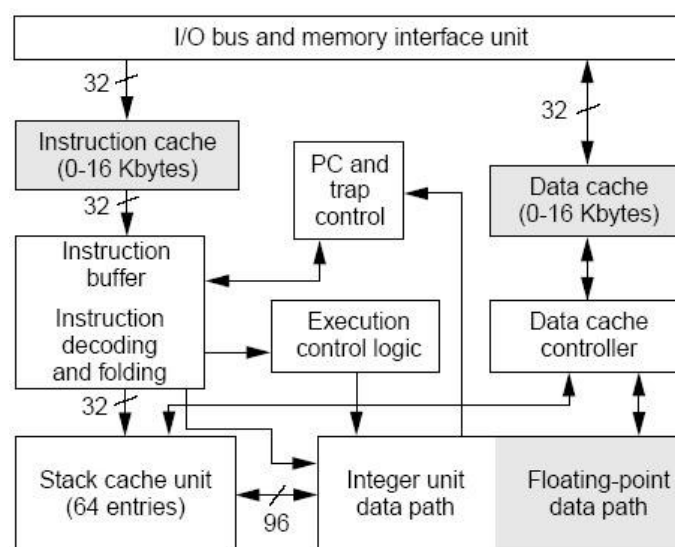 I/O bus and memory interface unit
32
32
Instruction cache
(0-16 Kbytes)
PC and
trap
control
Data cache
(0-16 Kbytes)
32
Instruction
buffer
Instruction
decoding
and folding
Execution
control logic
Data cache
controller
32
Stack cache unit
(64 entries)
96
Integer unit
data path
Floating-point
data path